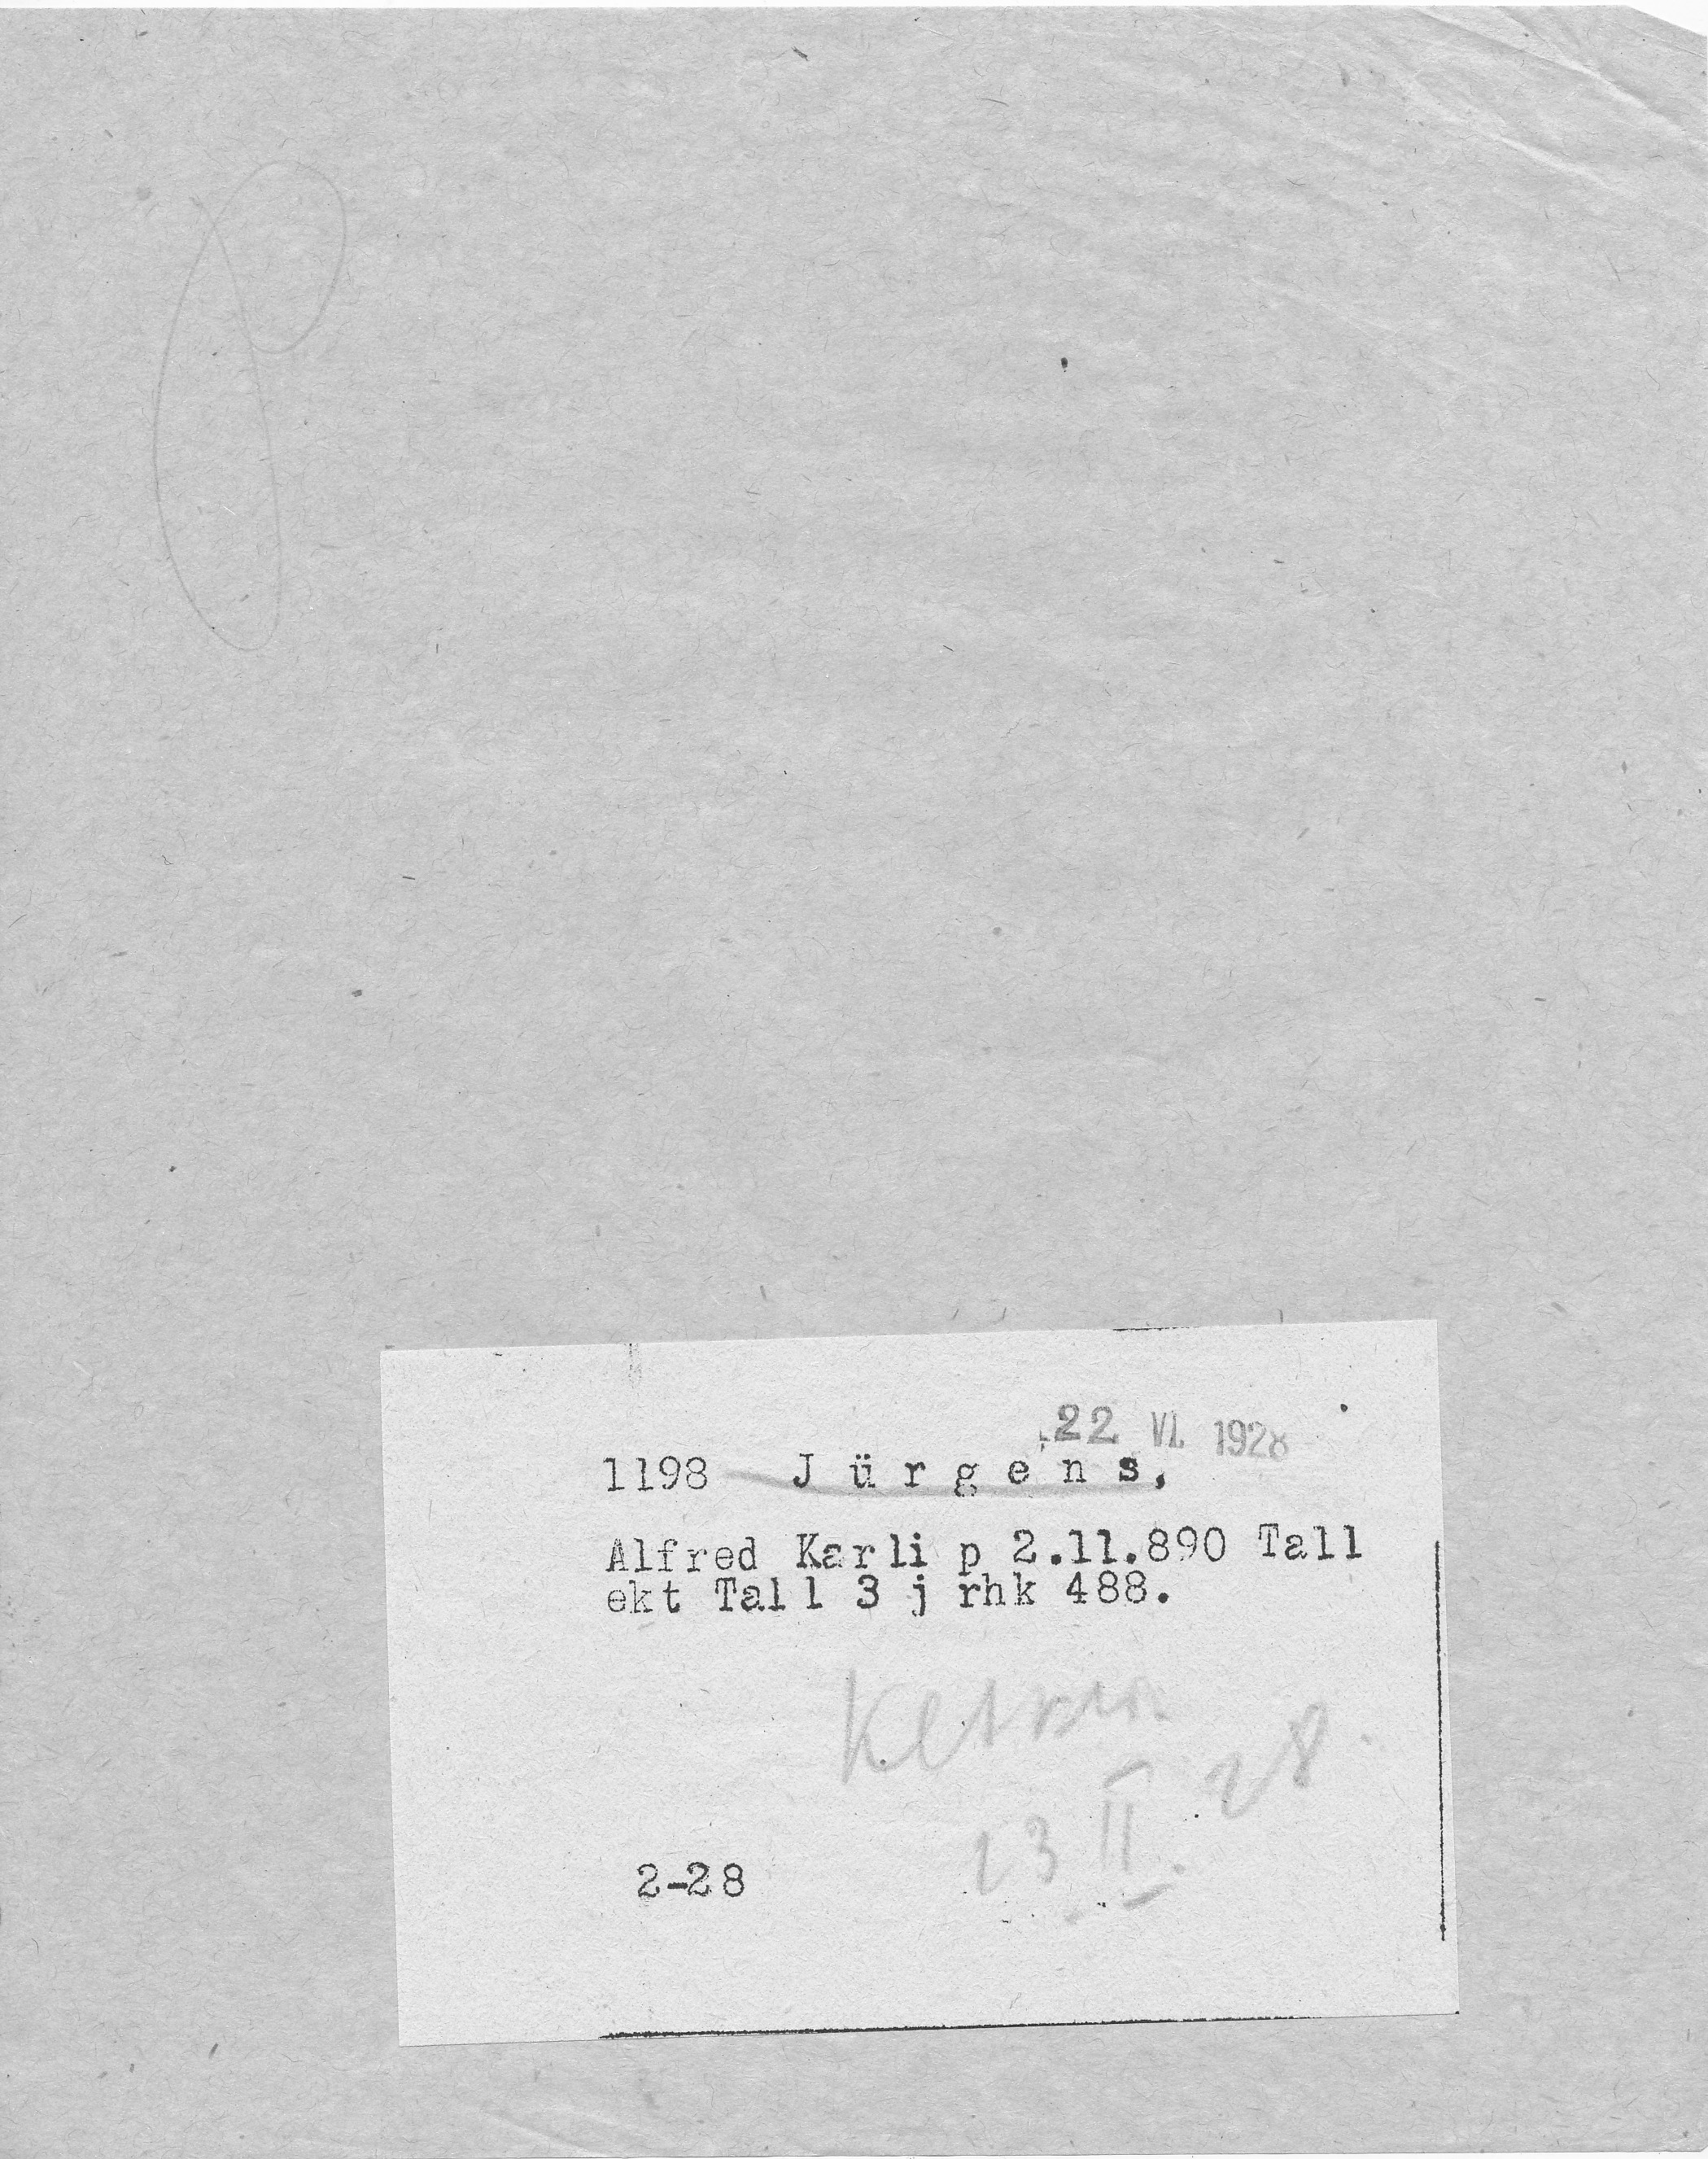 22 VI. 1928
1198 Jürgens,
Alfred Karli p 2.11.890 Tall
ekt Tall 3 j rhk 488.
23 II. 28.
2-28